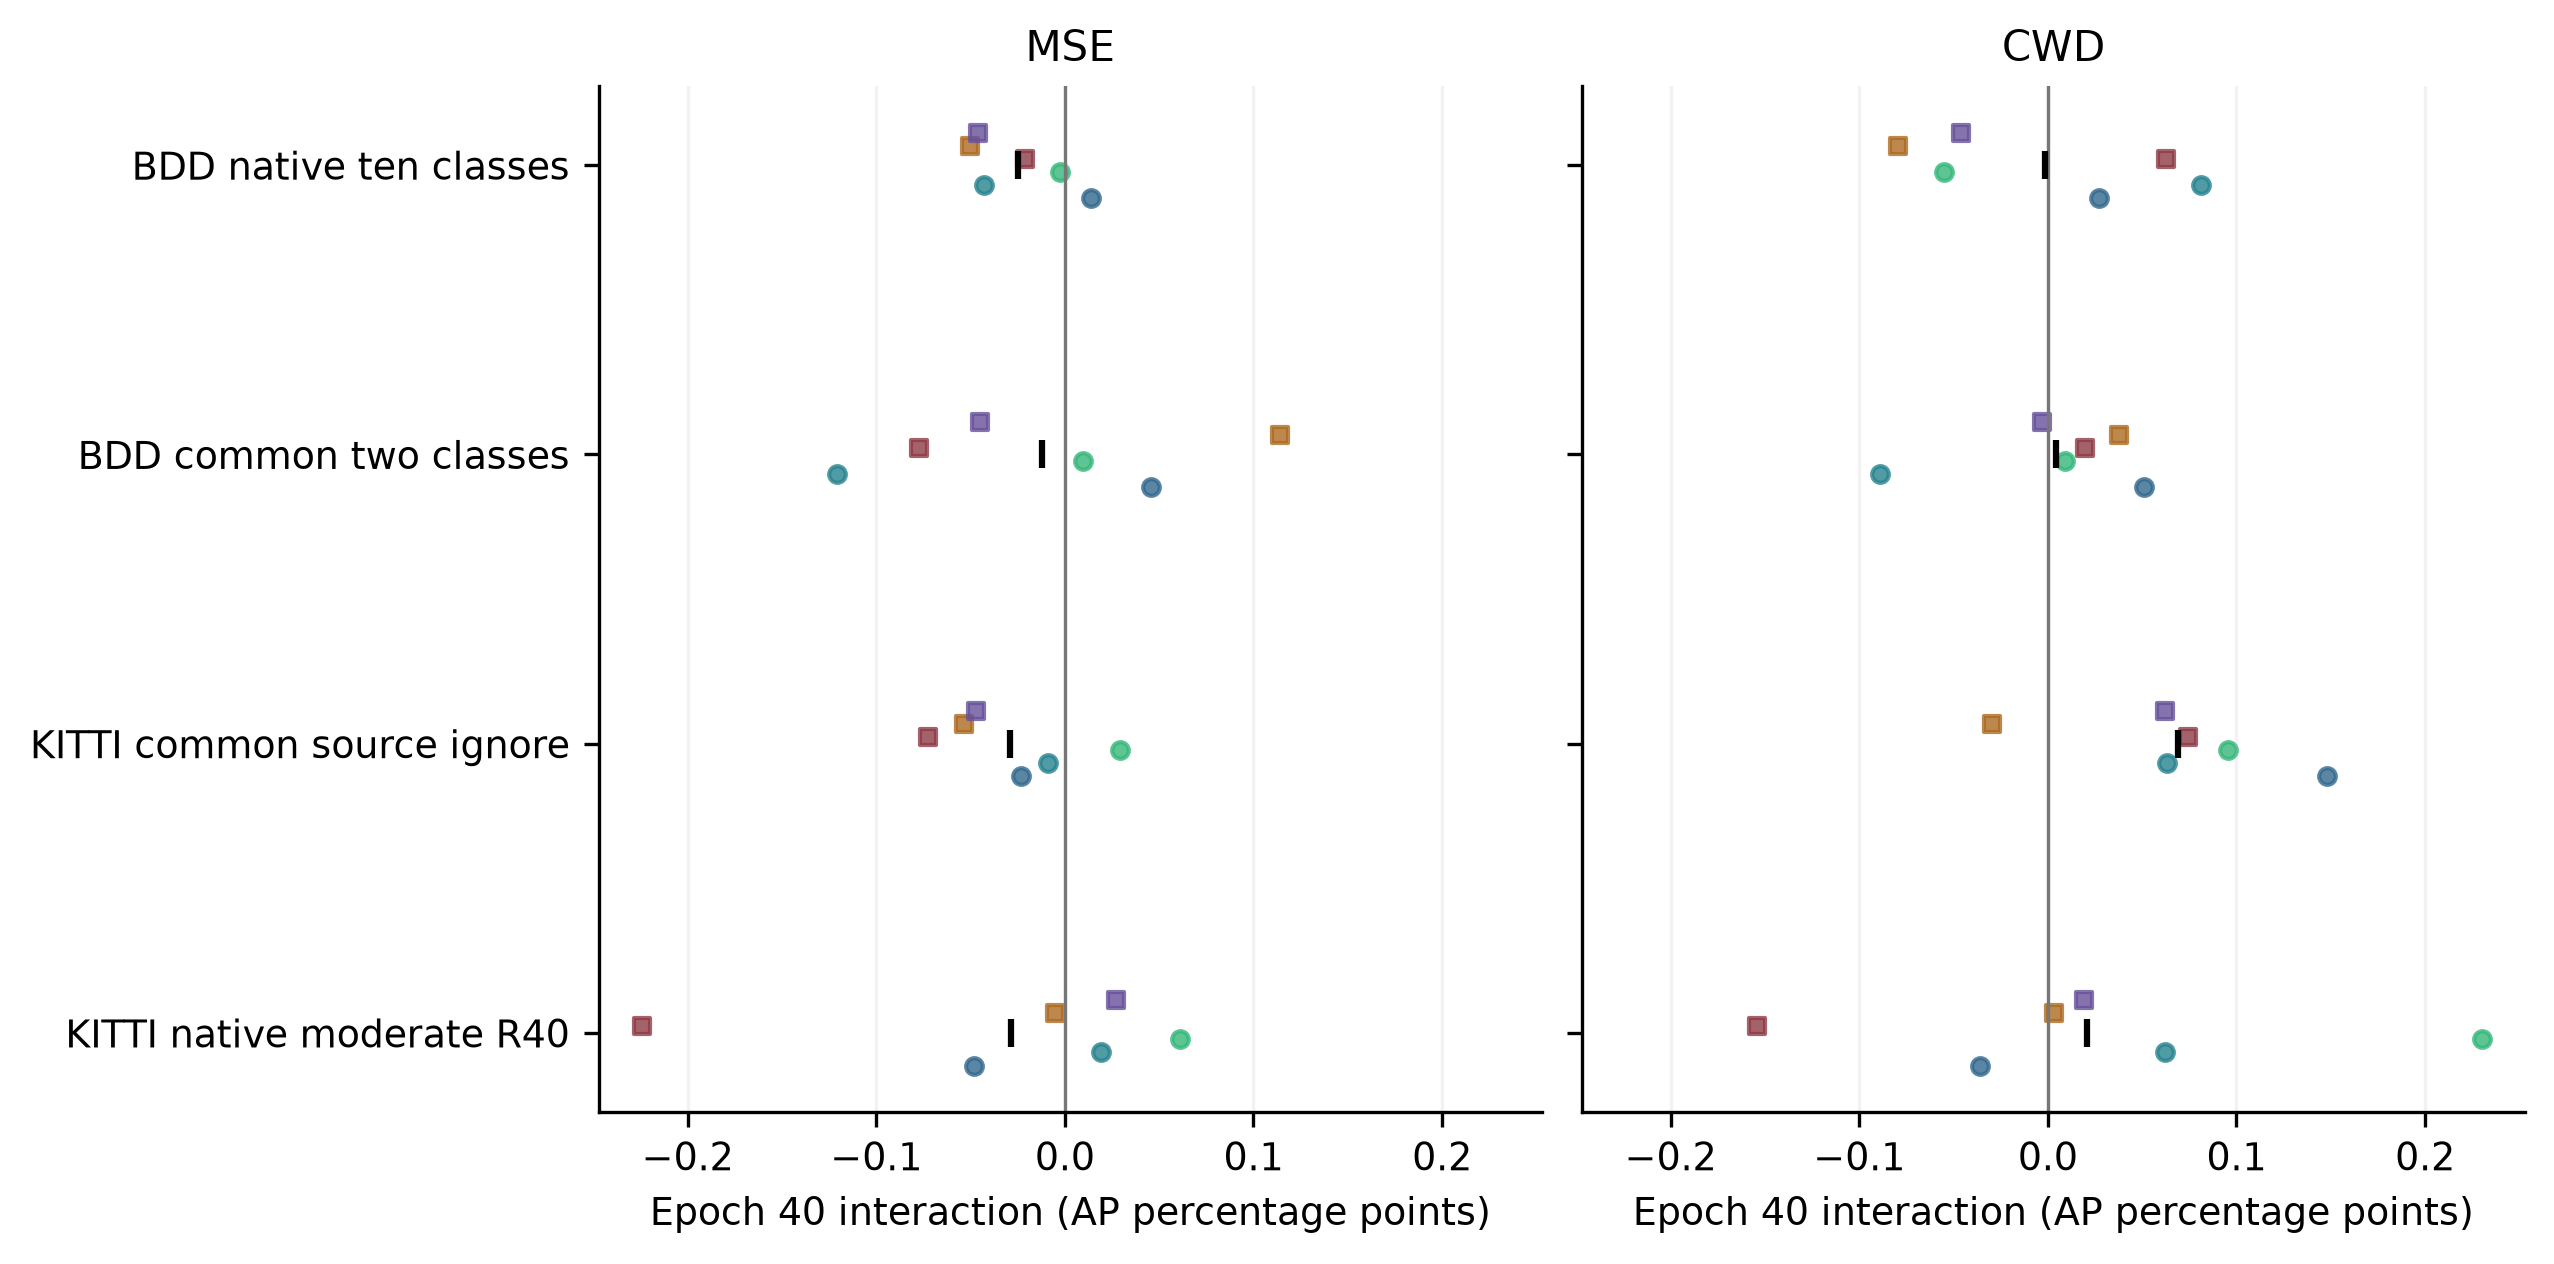 MSE
CWD
BDD native ten classes
BDD common two classes
KITTI common source ignore
KITTI native moderate R40
−0.2 −0.1 0.0 0.1 0.2
−0.2 −0.1 0.0 0.1 0.2
Epoch 40 interaction (AP percentage points)
Epoch 40 interaction (AP percentage points)